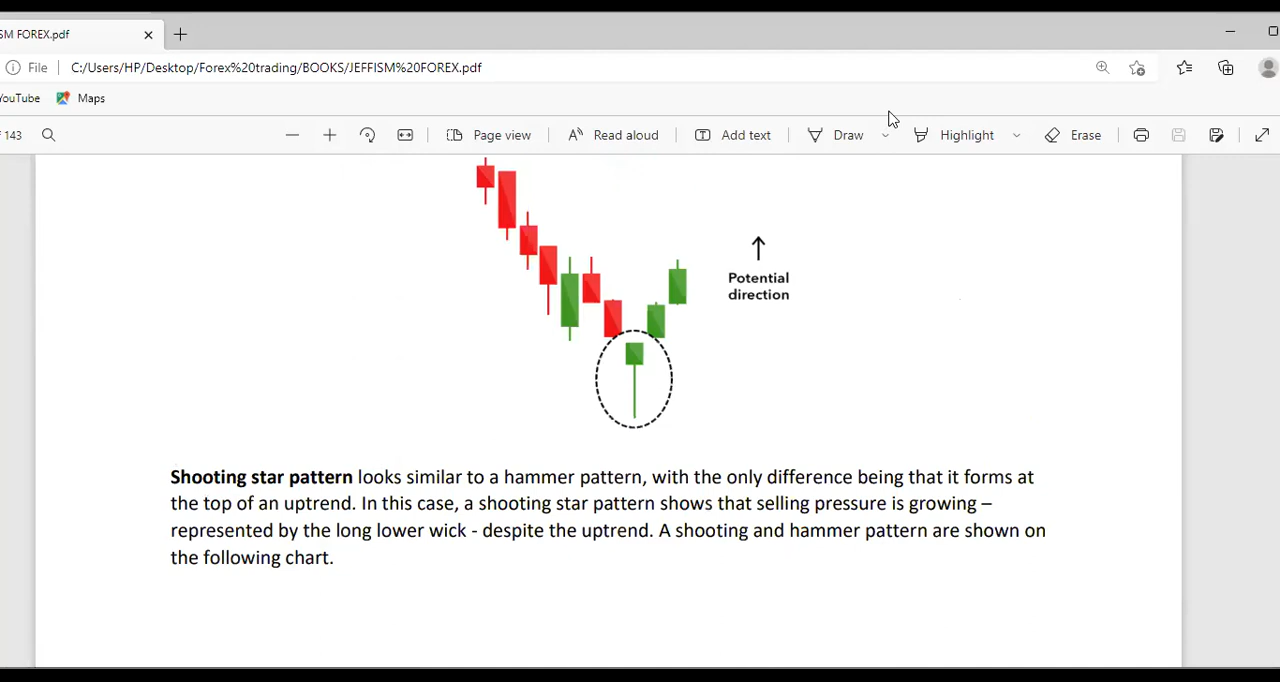 SM FOREX.pdf
File
C:/Users/HP/Desktop/Forex%20trading/BOOKS/JEFFISM%20FOREX.pdf
YouTube Maps
143 Page view Read aloud Add text Draw Highlight Erase
Potential
direction
Shooting star pattern looks similar to a hammer pattern, with the only difference being that it forms at
the top of an uptrend. In this case, a shooting star pattern shows that selling pressure is growing –
represented by the long lower wick - despite the uptrend. A shooting and hammer pattern are shown on
the following chart.